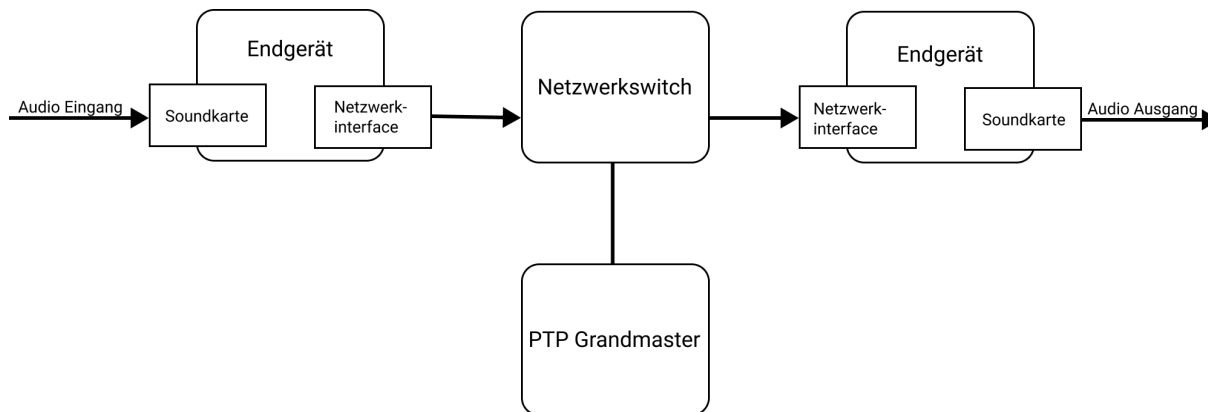 Endgerät
Audio Eingang
Soundkarte
Netzwerk-
interface
Netzwerkswitch
Endgerät
Netzwerk-
interface
Soundkarte
Audio Ausgang
PTP Grandmaster